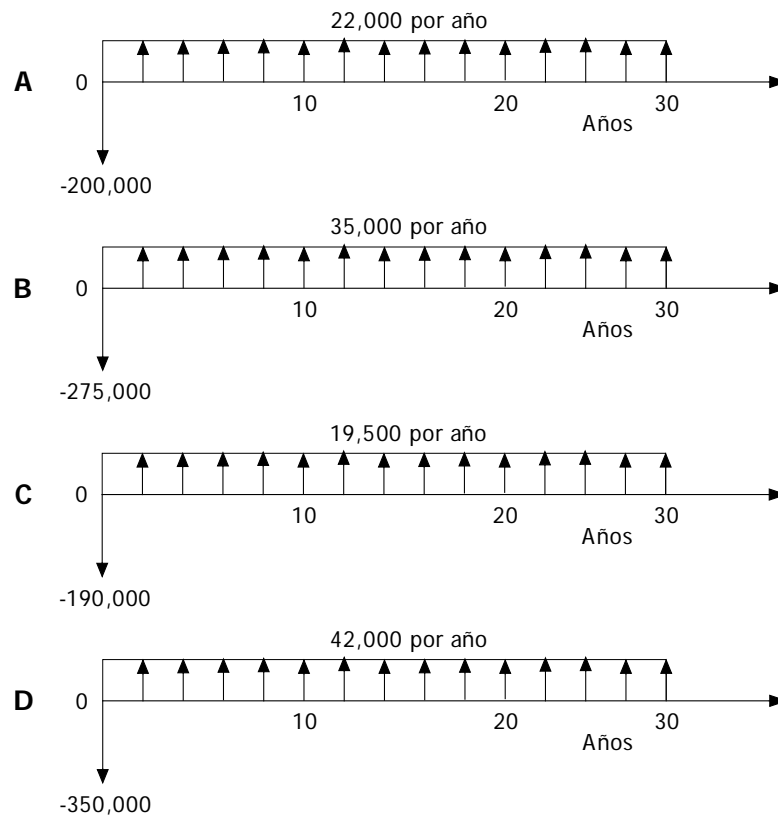 22,000 por año
A 0
10 20 30
Años
-200,000
35,000 por año
B 0
10 20 30
Años
-275,000
19,500 por año
C 0
10 20 30
Años
-190,000
42,000 por año
D 0
10 20 30
Años
-350,000